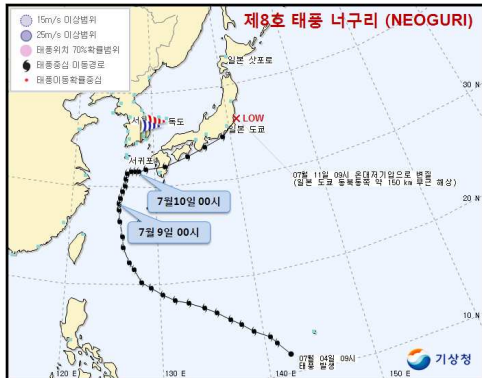 제8호 태풍 너구리 (NEOGURI)
15m/s 이상범위
25m/s 이상범위
태풍위치 70%확률범위
태풍중심 이동경로
태풍이동확률중심
일본 삿포로
서울
독도
LOW
일본 도쿄
30 N
서귀포
07월 11일 09시 온대저기압으로 변질
(일본 도쿄 동북동쪽 약 150 km 부근 해상)
7월10일 00시
20 N
7월 9일 00시
10 N
07월 04일 09시
태풍 발생
기상청
120 E
130 E
140 E
150 E